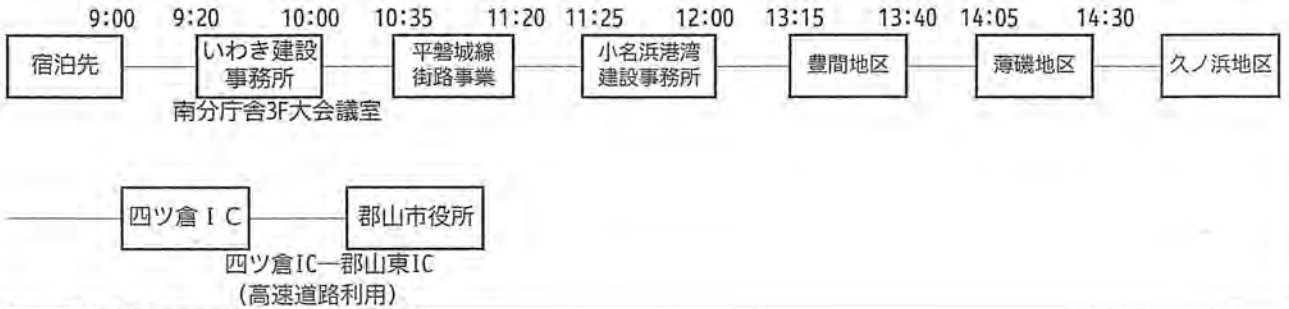 9:00 9:20 10:00 10:35 11:20 11:25 12:00 13:15 13:40 14:05 14:30
宿泊先
いわき建設
事務所
平磐城線
街路事業
小名浜港湾
建設事務所
豊間地区
薄磯地区
久ノ浜地区
南分庁舎3F大会議室
四ツ倉IC
郡山市役所
四ツ倉IC―郡山東IC
(高速道路利用)